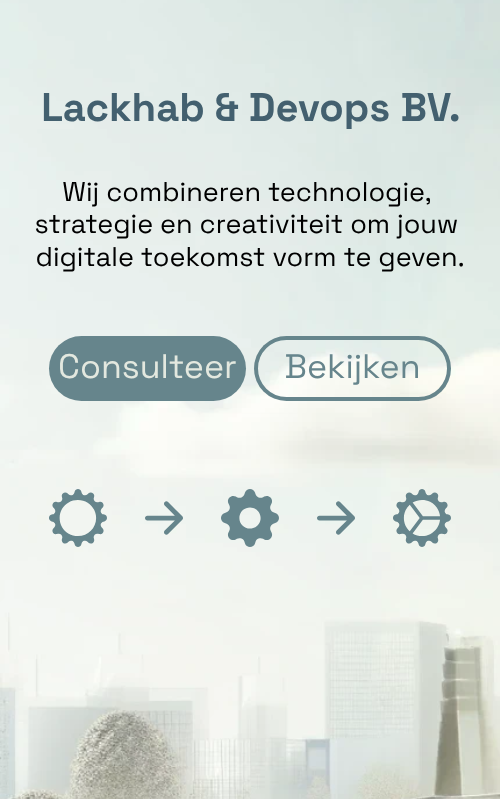 Lackhab & Devops BV.
Wij combineren technologie,
strategie en creativiteit om jouw
digitale toekomst vorm te geven.
Consulteer Bekijken